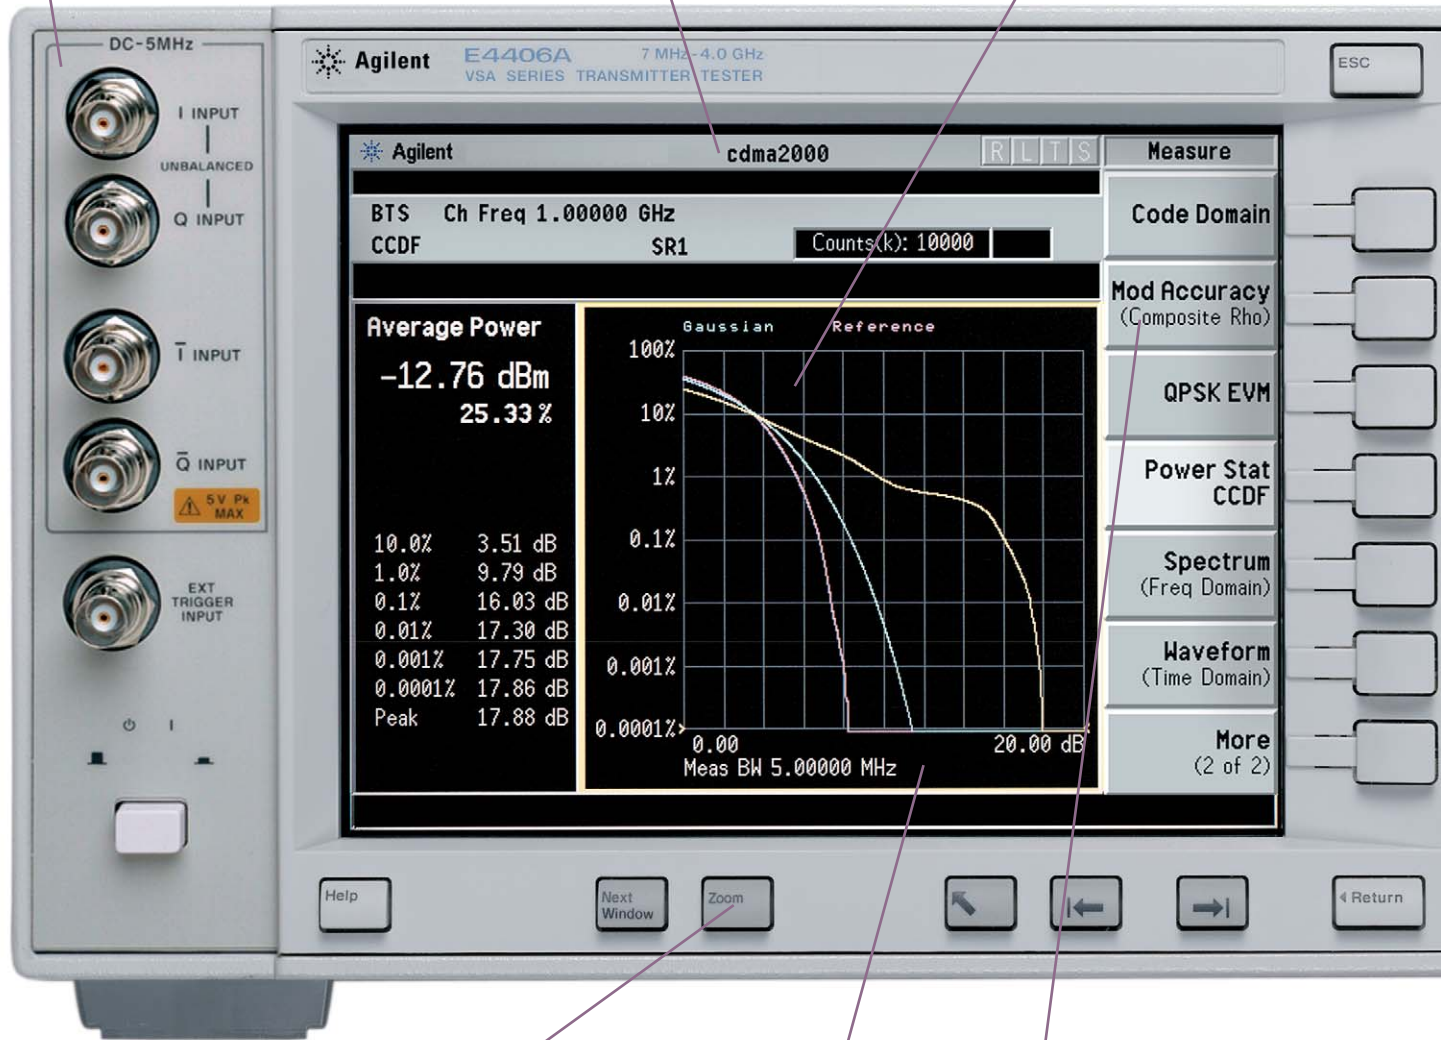 DC-5MHz
I INPUT
UNBALANCED
Q INPUT
Ī INPUT
Q̄ INPUT
5 V Pk
MAX
EXT
TRIGGER
INPUT
Agilent
E4406A 7 MHz-4.0 GHz
VSA SERIES TRANSMITTER TESTER
ESC
Agilent cdma2000 R L T S Measure
BTS Ch Freq 1.00000 GHz
CCDF SR1 Counts(k): 10000
Average Power
-12.76 dBm
25.33 %
10.0% 3.51 dB
1.0% 9.79 dB
0.1% 16.03 dB
0.01% 17.30 dB
0.001% 17.75 dB
0.0001% 17.86 dB
Peak 17.88 dB
Gaussian Reference
100%
10%
1%
0.1%
0.01%
0.001%
0.0001%
0.00 20.00 dB
Meas BW 5.00000 MHz
Code Domain
Mod Accuracy
(Composite Rho)
QPSK EVM
Power Stat
CCDF
Spectrum
(Freq Domain)
Waveform
(Time Domain)
More
(2 of 2)
Help
Next
Window
Zoom
Return